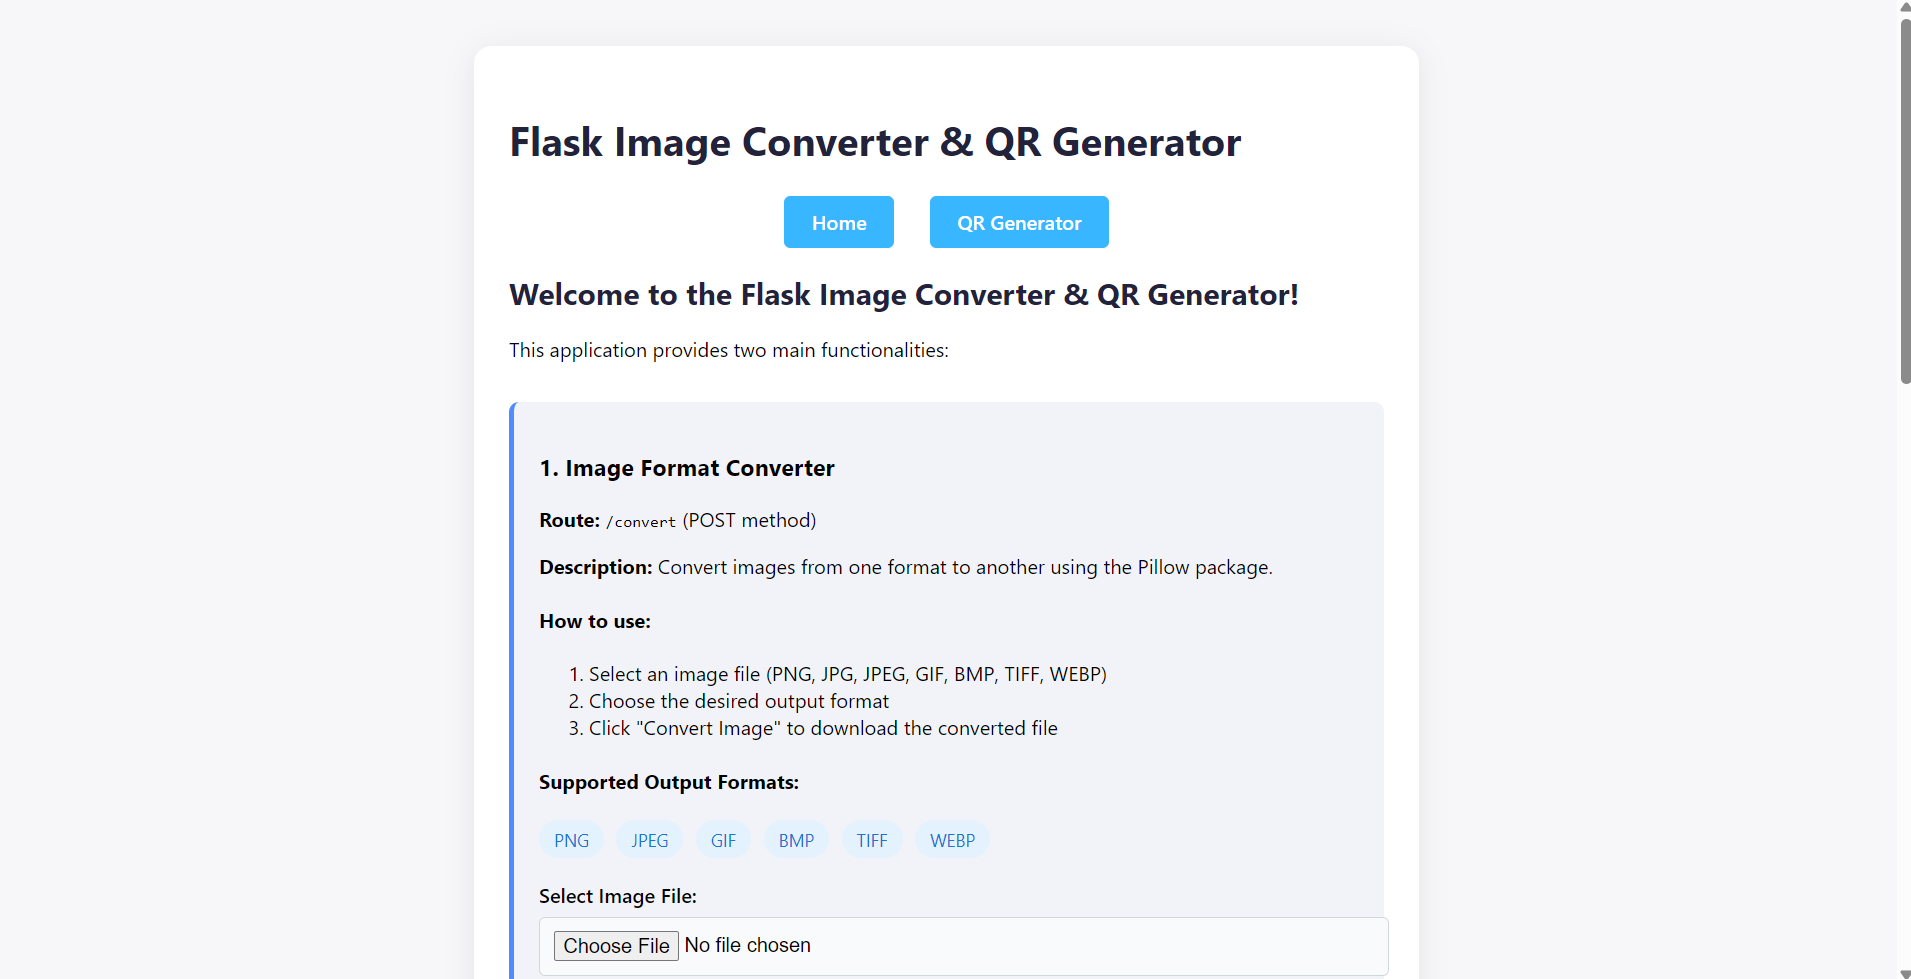 Flask Image Converter & QR Generator
Home
QR Generator
Welcome to the Flask Image Converter & QR Generator!
This application provides two main functionalities:
1. Image Format Converter
Route: /convert (POST method)
Description: Convert images from one format to another using the Pillow package.
How to use:
1. Select an image file (PNG, JPG, JPEG, GIF, BMP, TIFF, WEBP)
2. Choose the desired output format
3. Click "Convert Image" to download the converted file
Supported Output Formats:
PNG JPEG GIF BMP TIFF WEBP
Select Image File:
Choose File No file chosen